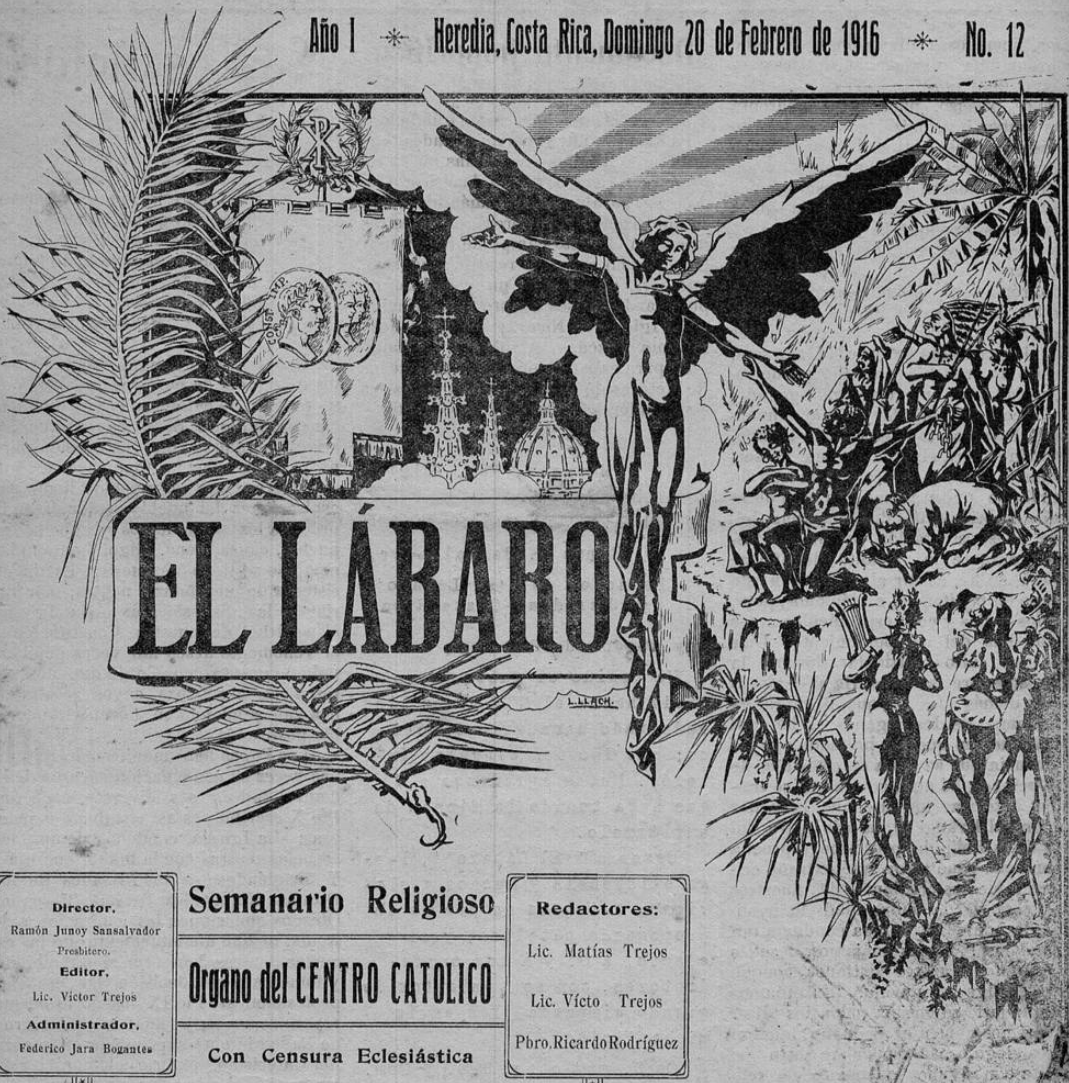 Año I Heredia, Costa Rica, Domingo 20 de Febrero de 1916 No. 12
EL LÁBARO
L. LLACH.
Director,
Ramón Junoy Sansalvador
Presbítero.
Editor,
Lic. Victor Trejos
Administrador,
Federico Jara Bogantes
Semanario Religioso
Organo del CENTRO CATOLICO
Con Censura Eclesiástica
Redactores:
Lic. Matías Trejos
Lic. Vícto Trejos
Pbro. Ricardo Rodríguez